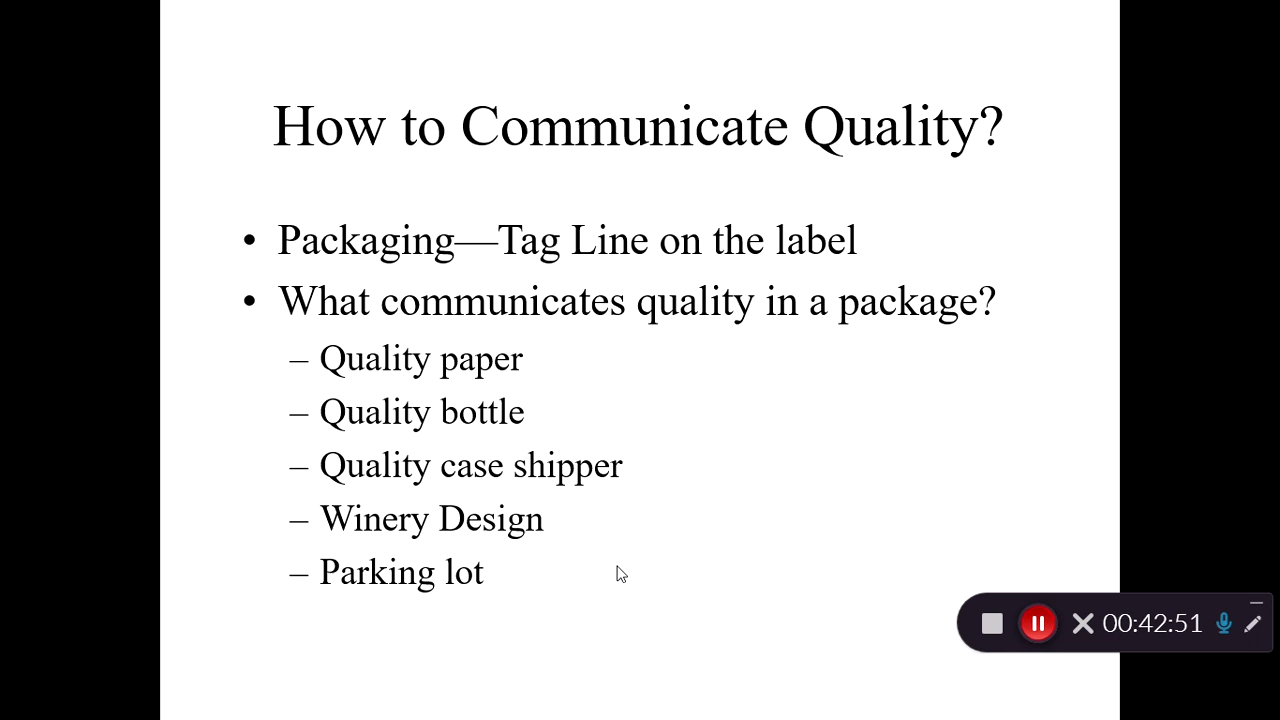 How to Communicate Quality?
• Packaging—Tag Line on the label
• What communicates quality in a package?
– Quality paper
– Quality bottle
– Quality case shipper
– Winery Design
– Parking lot
00:42:51